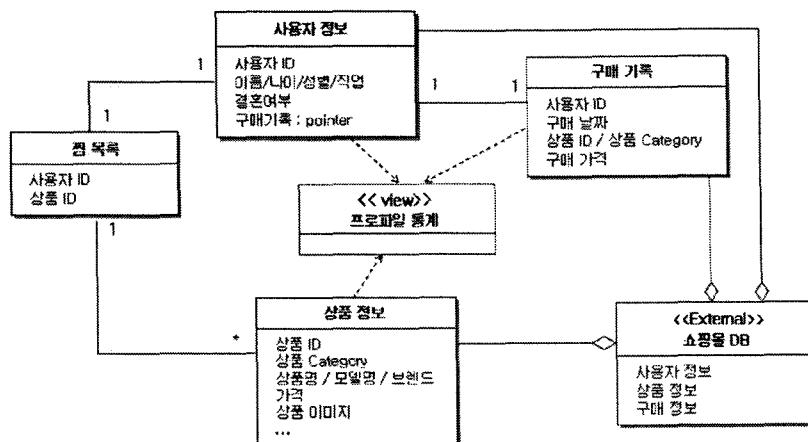 사용자 정보
사용자 ID
이름/나이/성별/직업
결혼여부
구매기록 : pointer
1
1
1
1
구매 기록
사용자 ID
구매 날짜
상품 ID / 상품 Category
구매 가격
찜 목록
사용자 ID
상품 ID
1
<< view>>
프로파일 통계
*
상품 정보
상품 ID
상품 Category
상품명 / 모델명 / 브렌드
가격
상품 이미지
...
<<External>>
쇼핑몰 DB
사용자 정보
상품 정보
구매 정보